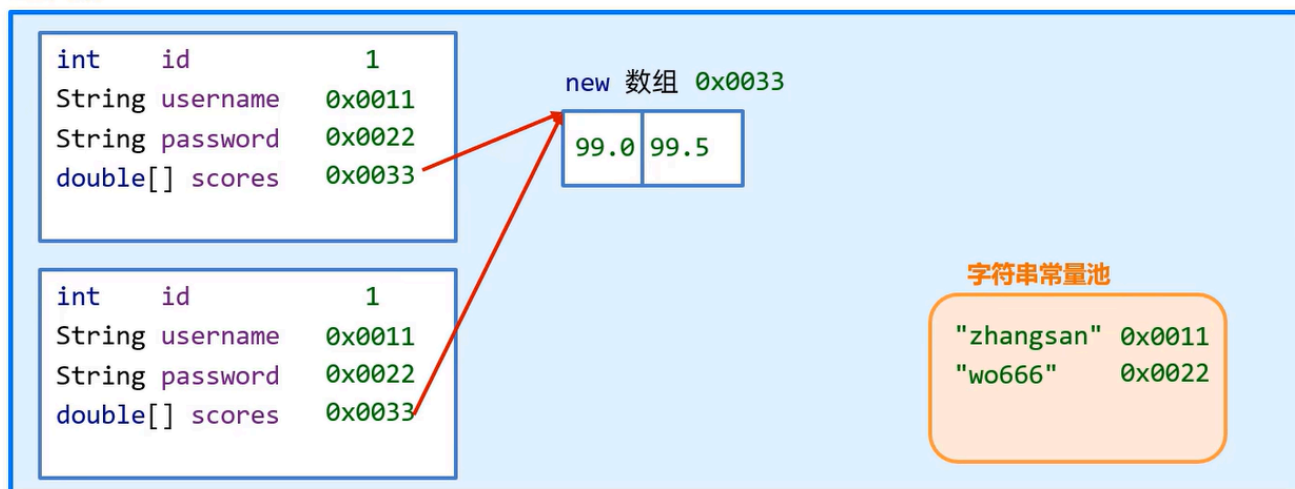 int id 1
String username 0x0011
String password 0x0022
double[] scores 0x0033
new 数组 0x0033
99.0 99.5
int id 1
String username 0x0011
String password 0x0022
double[] scores 0x0033
字符串常量池
"zhangsan" 0x0011
"wo666" 0x0022